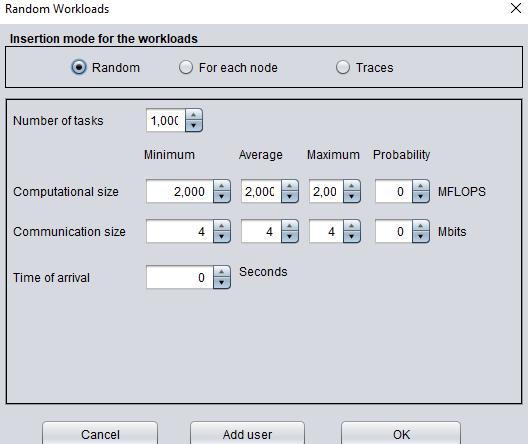 Random Workloads
Insertion mode for the workloads
Random For each node Traces
Number of tasks 1,000
Minimum Average Maximum Probability
Computational size 2,000 2,000 2,00 0 MFLOPS
Communication size 4 4 4 0 Mbits
Time of arrival 0 Seconds
Cancel Add user OK